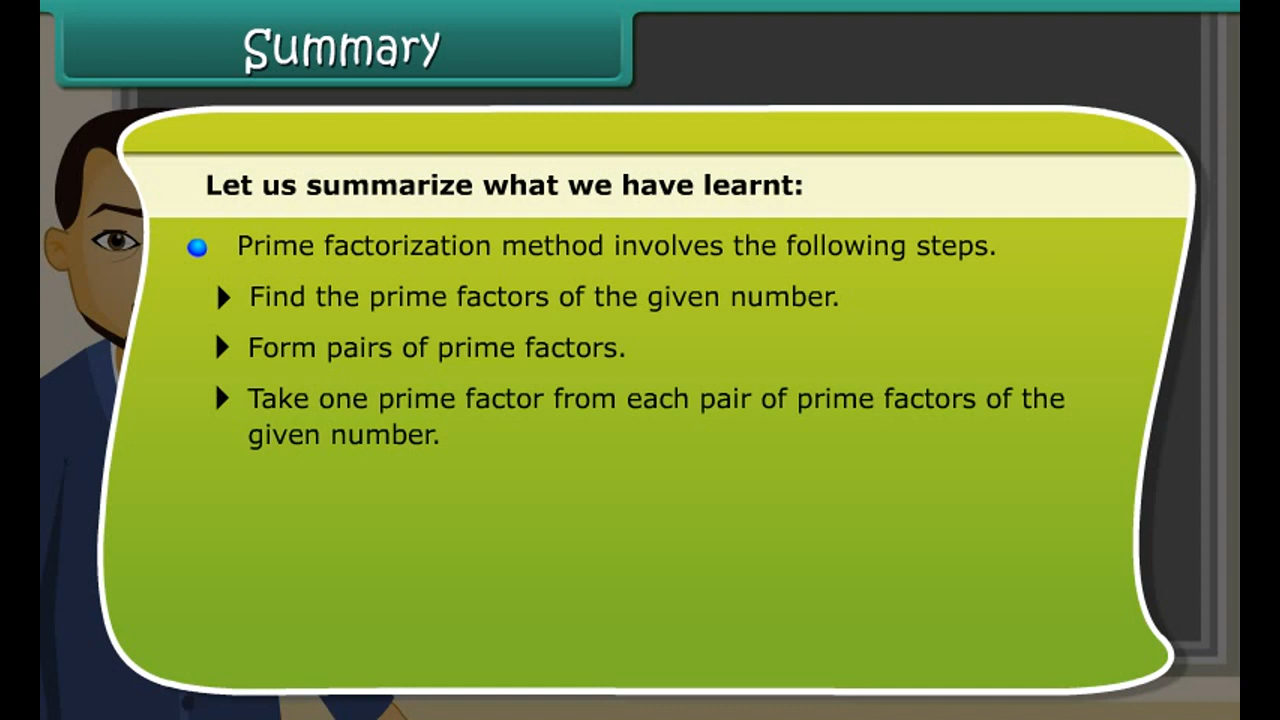 Summary
Let us summarize what we have learnt:
Prime factorization method involves the following steps.
Find the prime factors of the given number.
Form pairs of prime factors.
Take one prime factor from each pair of prime factors of the
given number.